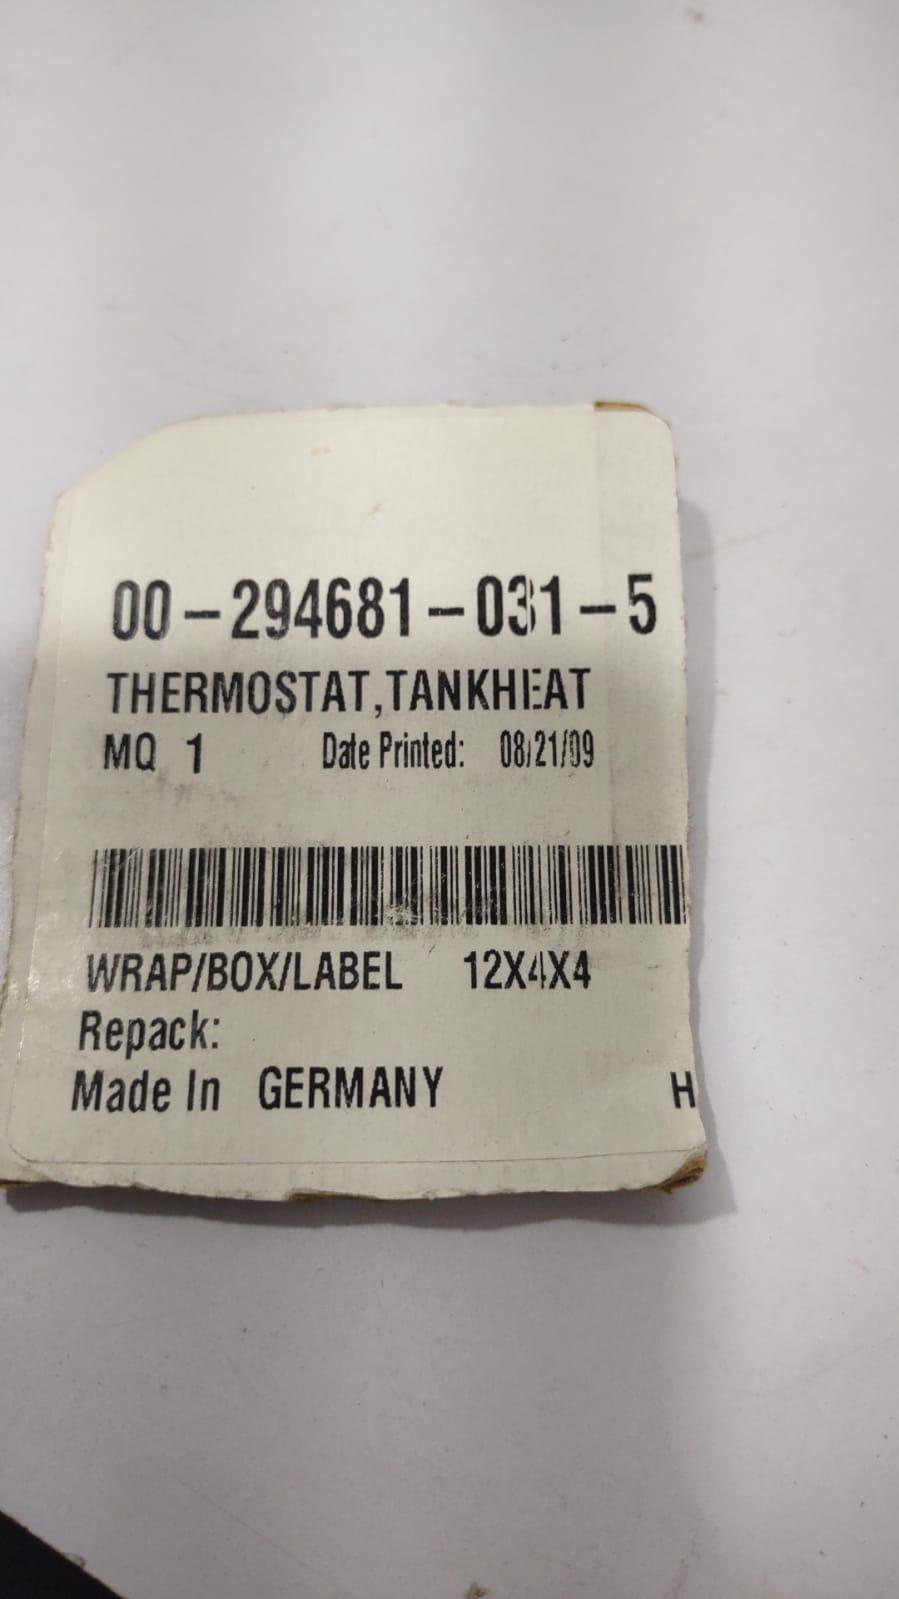 00-294681-031-5
THERMOSTAT,TANKHEAT
MQ 1 Date Printed: 08/21/09
WRAP/BOX/LABEL 12X4X4
Repack:
Made In GERMANY H